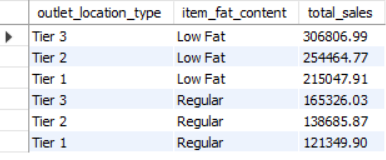 outlet_location_type item_fat_content total_sales
Tier 3 Low Fat 306806.99
Tier 2 Low Fat 254464.77
Tier 1 Low Fat 215047.91
Tier 3 Regular 165326.03
Tier 2 Regular 138685.87
Tier 1 Regular 121349.90